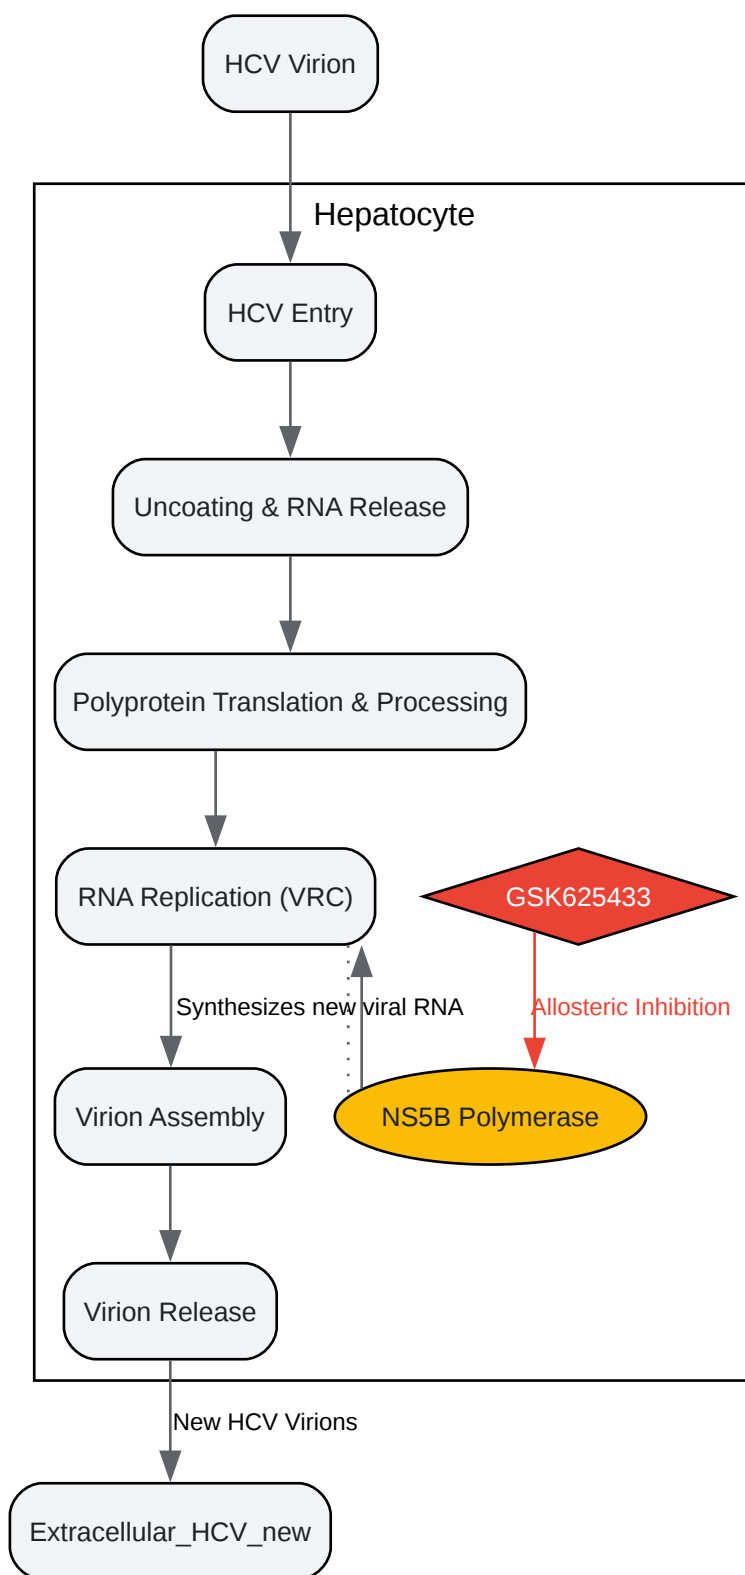 HCV Virion
Hepatocyte
HCV Entry
Uncoating & RNA Release
Polyprotein Translation & Processing
RNA Replication (VRC)
GSK625433
Synthesizes new viral RNA
Allosteric Inhibition
Virion Assembly
NS5B Polymerase
Virion Release
New HCV Virions
Extracellular_HCV_new